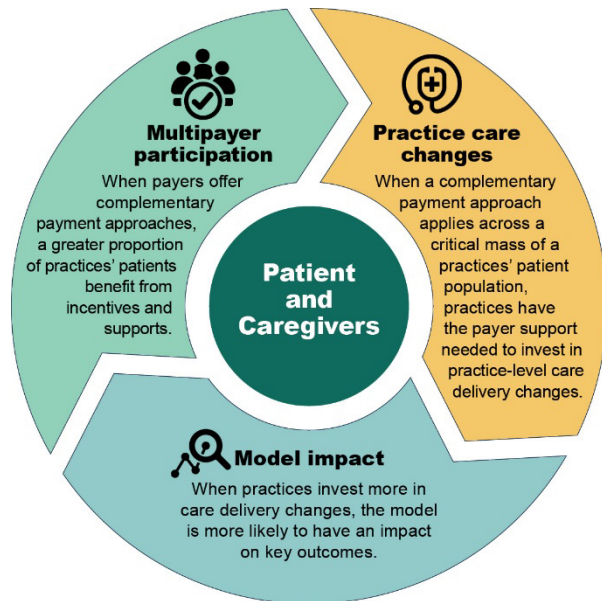 Multipayer
participation
When payers offer
complementary
payment approaches,
a greater proportion
of practices’ patients
benefit from
incentives and
supports.
Practice care
changes
When a complementary
payment approach
applies across a
critical mass of a
practices’ patient
population,
practices have
the payer support
needed to invest in
practice-level care
delivery changes.
Patient
and
Caregivers
Model impact
When practices invest more in
care delivery changes, the model
is more likely to have an impact
on key outcomes.